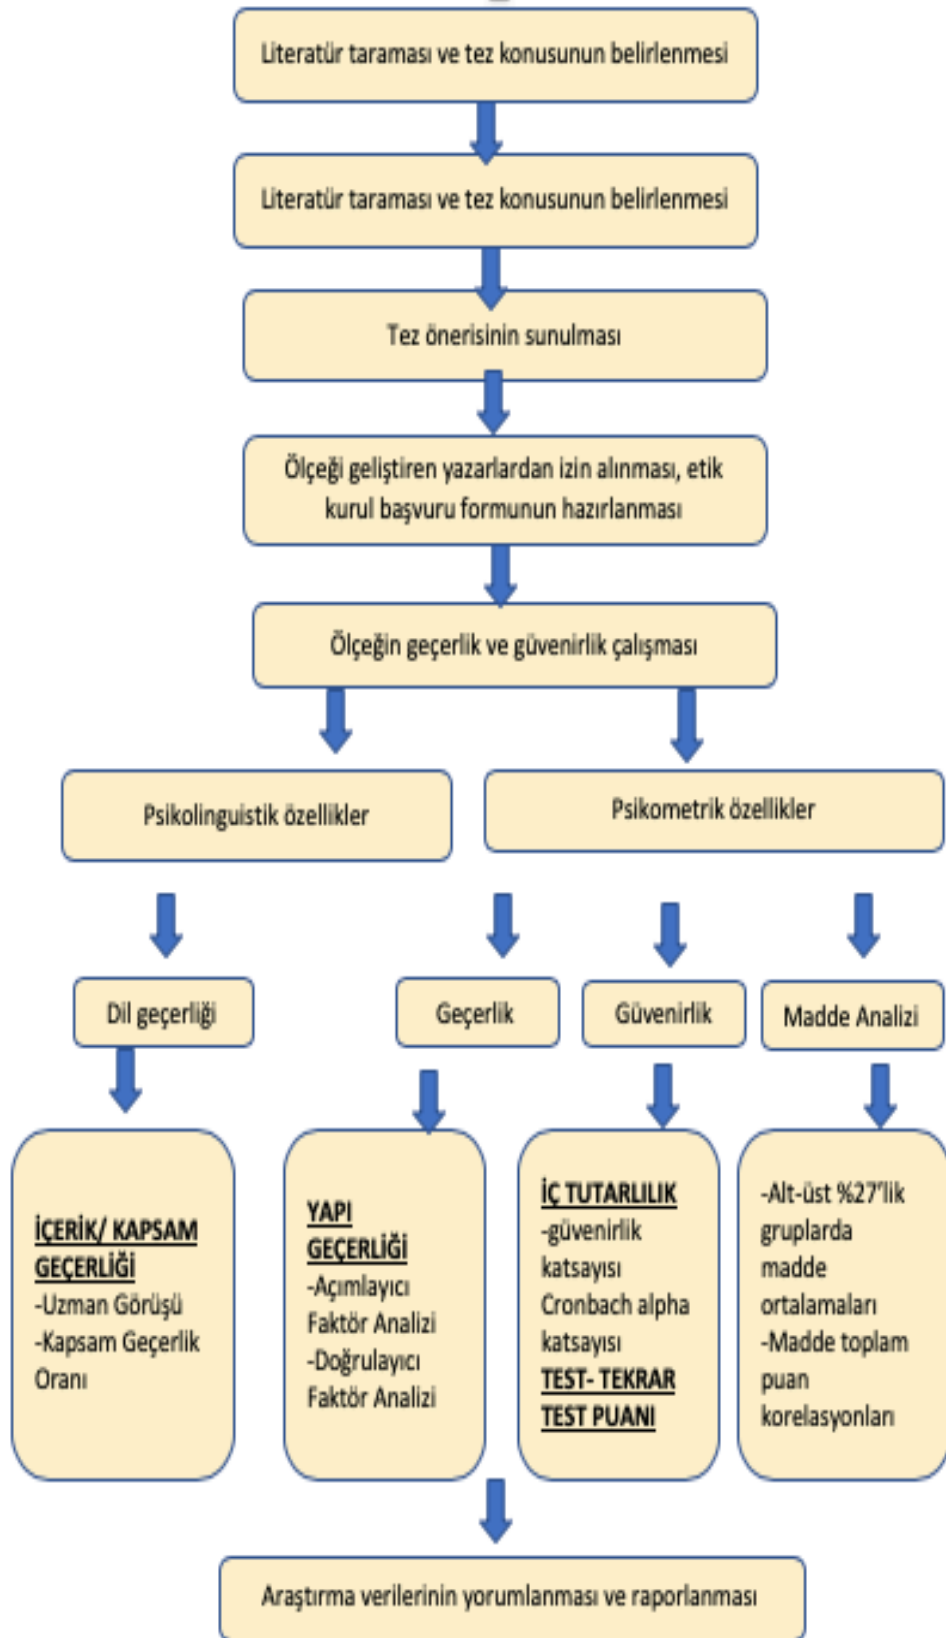 Literatür taraması ve tez konusunun belirlenmesi
Literatür taraması ve tez konusunun belirlenmesi
Tez önerisinin sunulması
Ölçeği geliştiren yazarlardan izin alınması, etik
kurul başvuru formunun hazırlanması
Ölçeğin geçerlik ve güvenirlik çalışması
Psikolinguistik özellikler
Psikometrik özellikler
Dil geçerliği
Geçerlik
Güvenirlik
Madde Analizi
İÇERİK/ KAPSAM
GEÇERLİĞİ
-Uzman Görüşü
-Kapsam Geçerlik
Oranı
YAPI
GEÇERLİĞİ
-Açımlayıcı
Faktör Analizi
-Doğrulayıcı
Faktör Analizi
İÇ TUTARLILIK
-güvenirlik
katsayısı
Cronbach alpha
katsayısı
TEST- TEKRAR
TEST PUANI
-Alt-üst %27'lik
gruplarda
madde
ortalamaları
-Madde toplam
puan
korelasyonları
Araştırma verilerinin yorumlanması ve raporlanması